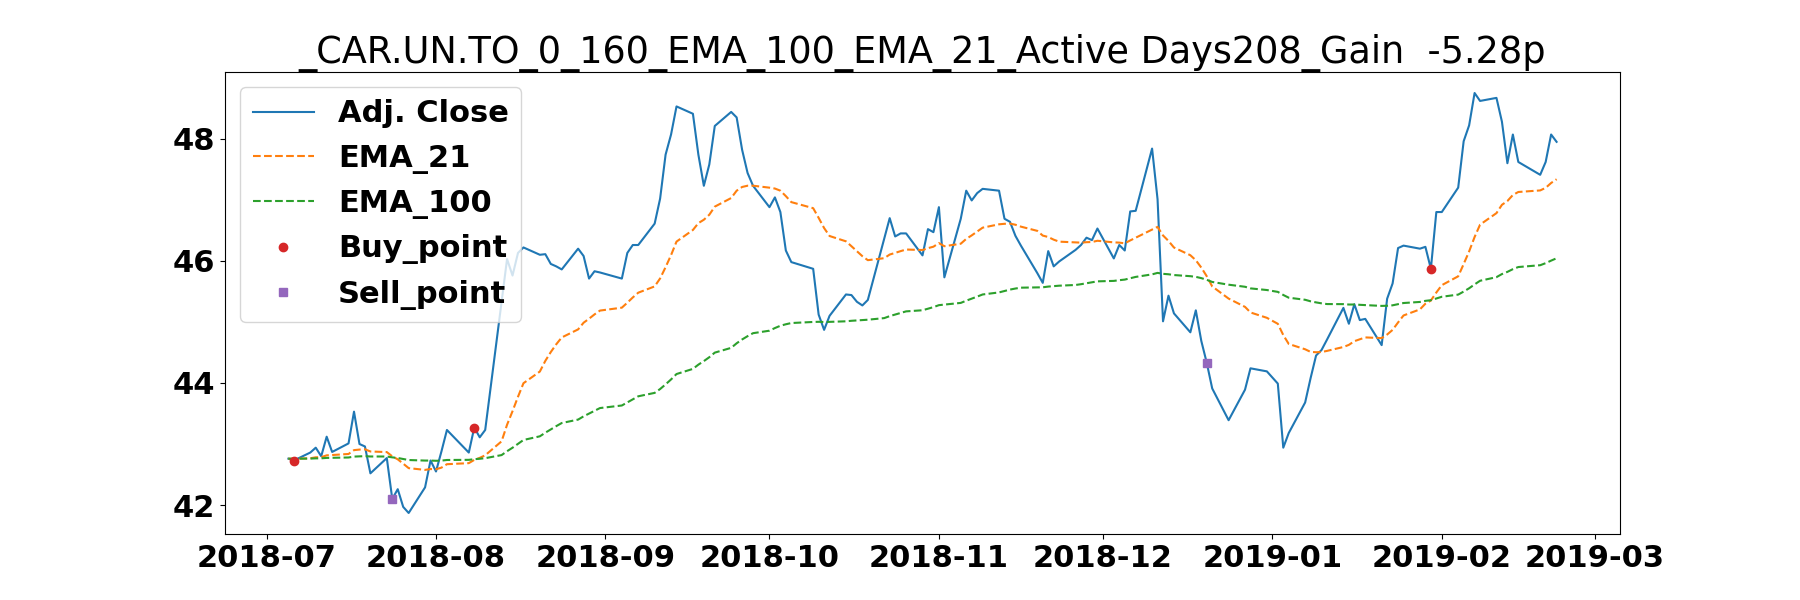 _CAR.UN.TO_0_160_EMA_100_EMA_21_Active Days208_Gain  -5.28p
Adj. Close
EMA_21
EMA_100
Buy_point
Sell_point
48
46
44
42
2018-07 2018-08 2018-09 2018-10 2018-11 2018-12 2019-01 2019-02 2019-03